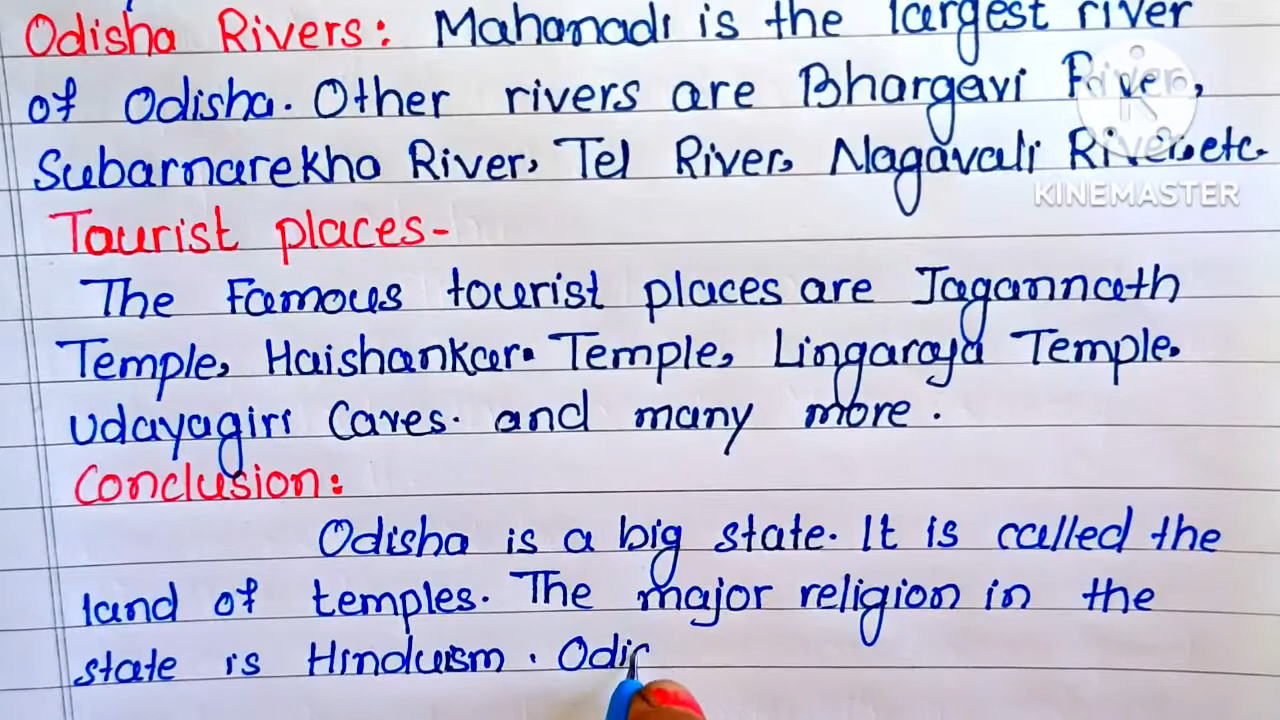 Odisha Rivers: Mahanadi is the largest river
of Odisha. Other rivers are Bhargavi River,
Subarnarekha River, Tel River, Nagavali River, etc.
KINEMASTER
Tourist places-
The Famous tourist places are Jagannath
Temple, Haishankar. Temple, Lingaraja Temple.
Udayagiri Caves. and many more.
Conclusion:
Odisha is a big state. It is called the
land of temples. The major religion in the
state is Hinduism. Odi